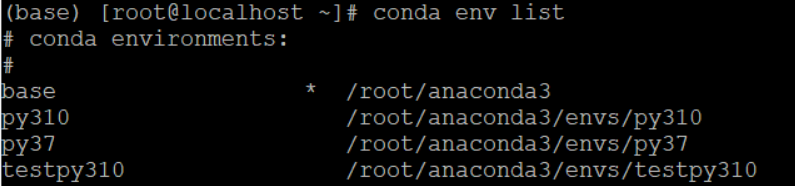 (base) [root@localhost ~]# conda env list
# conda environments:
#
base                  *  /root/anaconda3
py310                    /root/anaconda3/envs/py310
py37                     /root/anaconda3/envs/py37
testpy310                /root/anaconda3/envs/testpy310